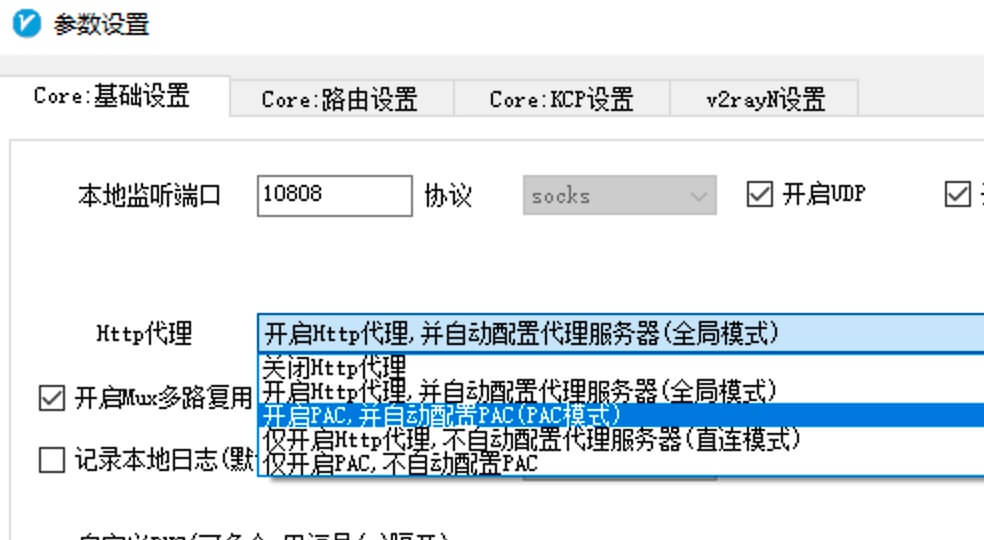 参数设置
Core:基础设置 Core:路由设置 Core:KCP设置 v2rayN设置
本地监听端口 10808 协议 socks 开启UDP
Http代理 开启Http代理,并自动配置代理服务器(全局模式)
关闭Http代理
开启Http代理,并自动配置代理服务器(全局模式)
开启Mux多路复用
开启PAC,并自动配置PAC(PAC模式)
仅开启Http代理,不自动配置代理服务器(直连模式)
记录本地日志(默
仅开启PAC,不自动配置PAC